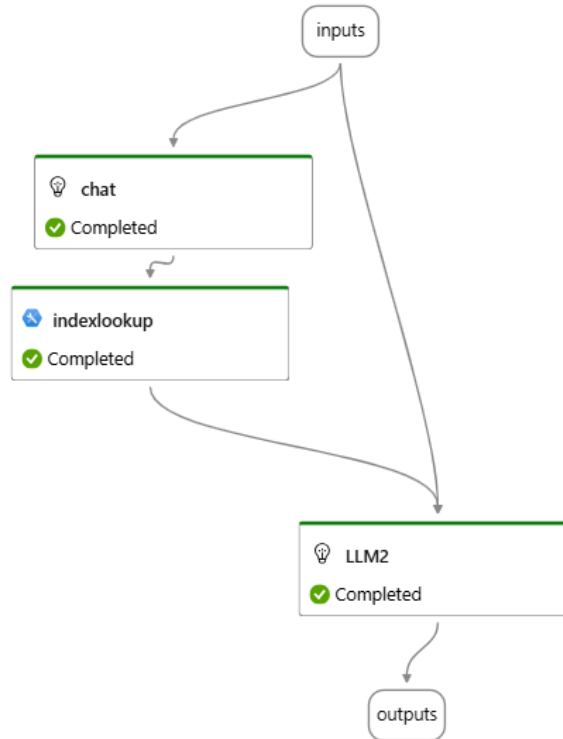 inputs
chat
Completed
indexlookup
Completed
LLM2
Completed
outputs